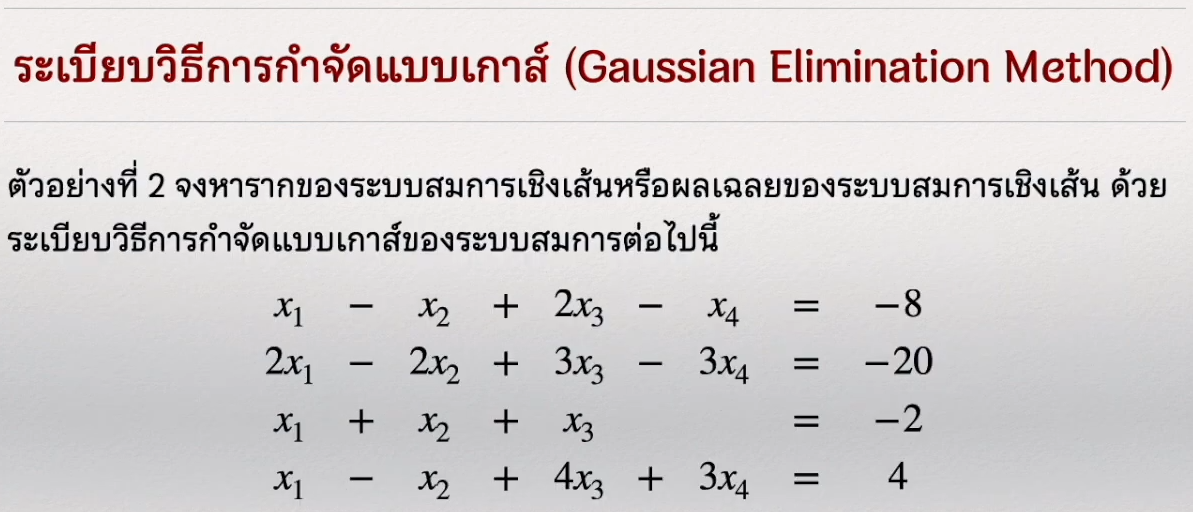 ระเบียบวิธีการกำจัดแบบเกาส์ (Gaussian Elimination Method)
ตัวอย่างที่ 2 จงหารากของระบบสมการเชิงเส้นหรือผลเฉลยของระบบสมการเชิงเส้น ด้วย
ระเบียบวิธีการกำจัดแบบเกาส์ของระบบสมการต่อไปนี้
x₁ − x₂ + 2x₃ − x₄ = −8
2x₁ − 2x₂ + 3x₃ − 3x₄ = −20
x₁ + x₂ + x₃ = −2
x₁ − x₂ + 4x₃ + 3x₄ = 4